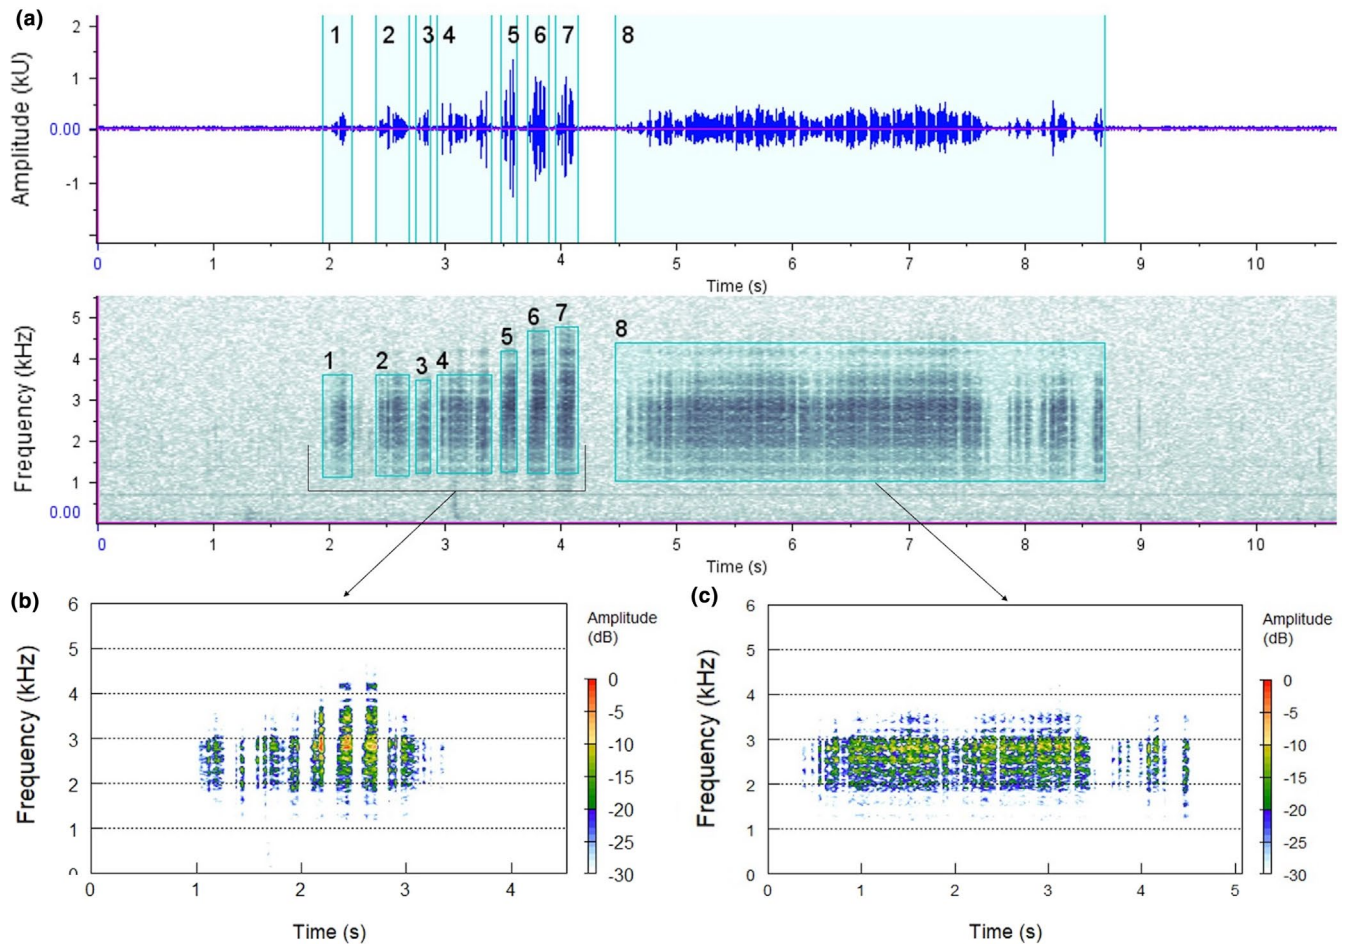 (a)
Amplitude (kU)
2
1
0.00
-1
1 2 3 4 5 6 7 8
0 1 2 3 4 5 6 7 8 9 10
Time (s)
Frequency (kHz)
5
4
3
2
1
0.00
1 2 3 4 5 6 7 8
0 1 2 3 4 5 6 7 8 9 10
Time (s)
(b)
Frequency (kHz)
6
5
4
3
2
1
0
0 1 2 3 4
Time (s)
Amplitude
(dB)
0
-5
-10
-15
-20
-25
-30
(c)
Frequency (kHz)
6
5
4
3
2
1
0
0 1 2 3 4 5
Time (s)
Amplitude
(dB)
0
-5
-10
-15
-20
-25
-30